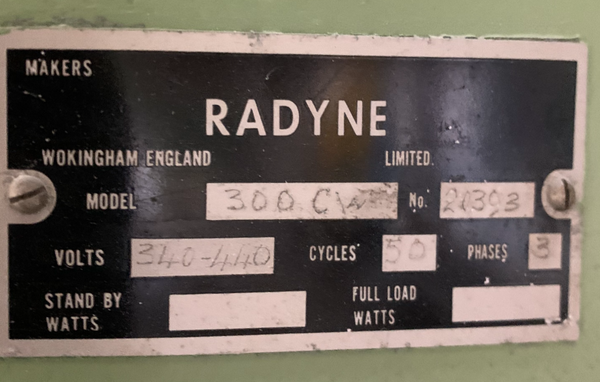 MAKERS
RADYNE
WOKINGHAM ENGLAND LIMITED.
MODEL 300 CW No. 21393
VOLTS 340-440 CYCLES 50 PHASES 3
STAND BY WATTS
FULL LOAD WATTS